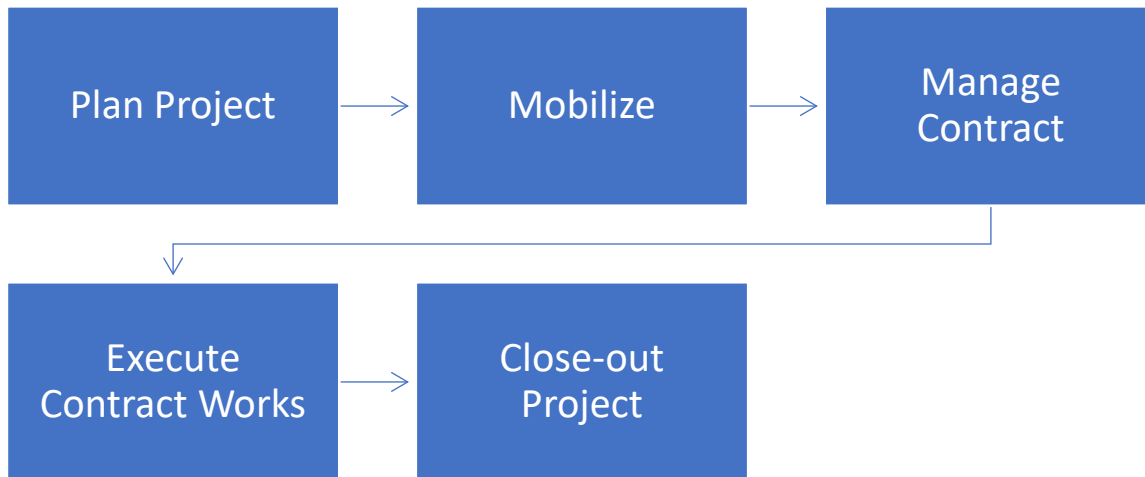 Plan Project
Mobilize
Manage
Contract
Execute
Contract Works
Close-out
Project